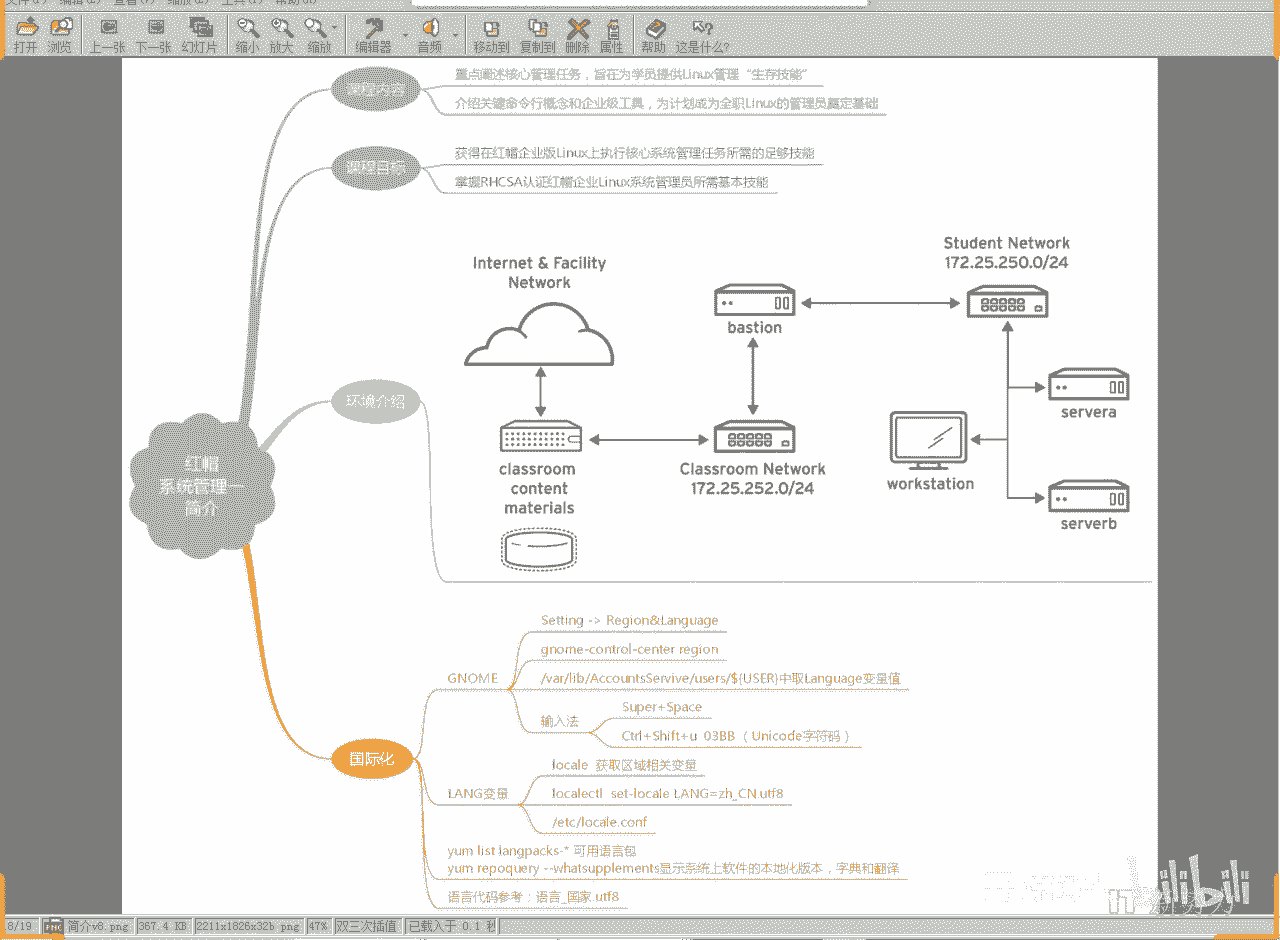 文件(F) 编辑(E) 查看(V) 缩放(Z) 工具(T) 帮助(H)
打开 浏览 上一张 下一张 幻灯片 缩小 放大 缩放 编辑器 音频 移动到 复制到 删除 属性 帮助 这是什么?
重点阐述核心管理任务，旨在为学员提供Linux管理“生存技能”
介绍关键命令行概念和企业级工具，为计划成为全职Linux的管理员奠定基础
课程目标
获得在红帽企业版Linux上执行核心系统管理任务所需的足够技能
掌握RHCSA认证红帽企业Linux系统管理员所需基本技能
Student Network
172.25.250.0/24
Internet & Facility
Network
bastion
servera
环境介绍
classroom
content
materials
Classroom Network
172.25.252.0/24
workstation
serverb
红帽
系统管理一
简介
Setting -> Region&Language
gnome-control-center region
GNOME
/var/lib/AccountsServive/users/${USER}中取Language变量值
输入法
Super+Space
Ctrl+Shift+u 03BB （Unicode字符码）
国际化
locale 获取区域相关变量
LANG变量
localectl set-locale LANG=zh_CN.utf8
/etc/locale.conf
yum list langpacks-* 可用语言包
yum repoquery --whatsupplements显示系统上软件的本地化版本，字典和翻译
语言代码参考：语言_国家.utf8
bilibili
8/19 PNG 简介v8.png 367.4 KB 2211x1826x32b png 47% 双三次插值 已载入于 0.1 秒